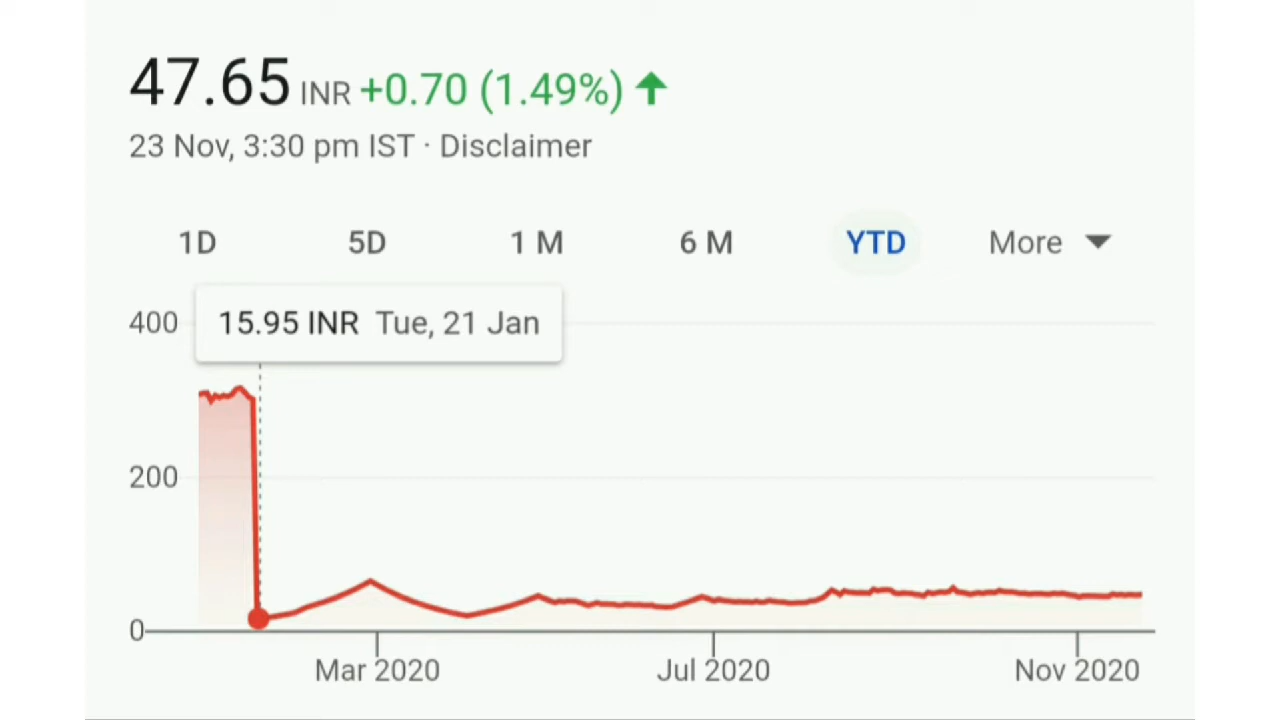 47.65 INR +0.70 (1.49%)
23 Nov, 3:30 pm IST · Disclaimer
1D 5D 1 M 6 M YTD More
15.95 INR Tue, 21 Jan
400
200
0
Mar 2020 Jul 2020 Nov 2020